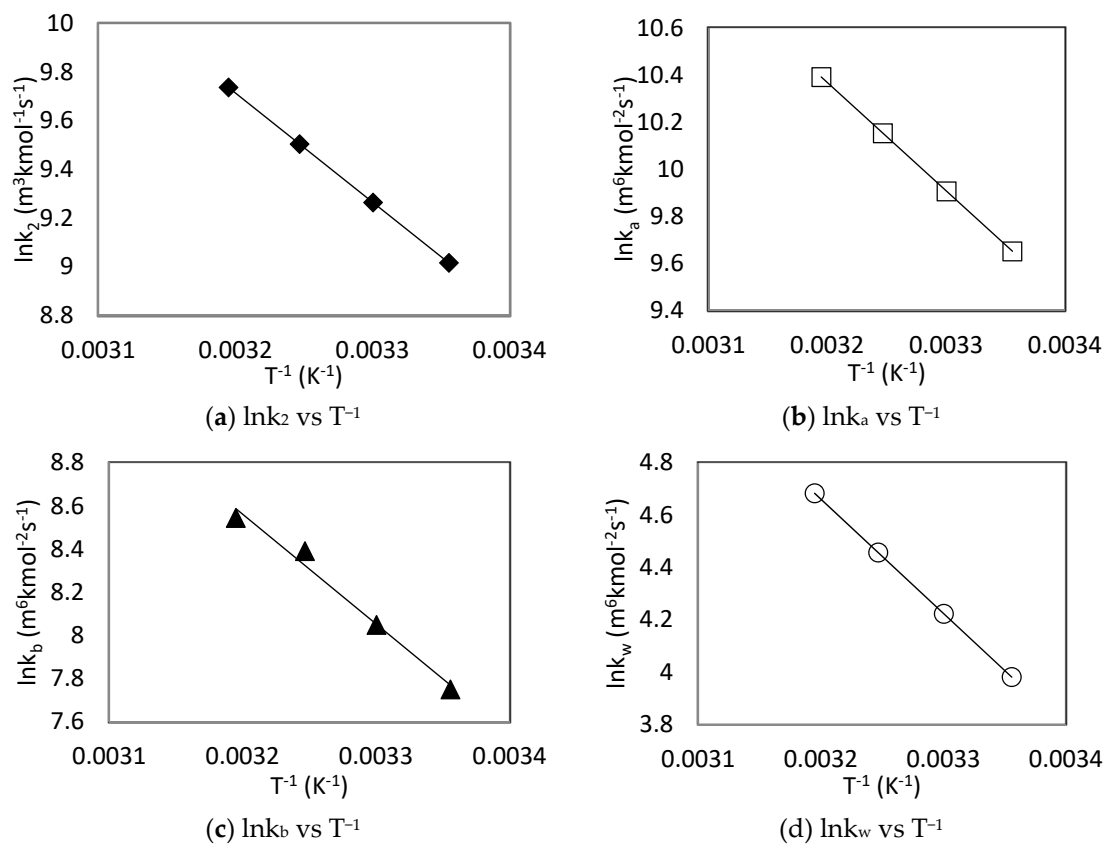 10
9.8
9.6
9.4
9.2
9
8.8
lnk₂ (m³kmol⁻¹s⁻¹)
0.0031 0.0032 0.0033 0.0034
T⁻¹ (K⁻¹)
(a) lnk₂ vs T⁻¹
10.6
10.4
10.2
10
9.8
9.6
9.4
lnkₐ (m⁶kmol⁻²s⁻¹)
0.0031 0.0032 0.0033 0.0034
T⁻¹ (K⁻¹)
(b) lnkₐ vs T⁻¹
8.8
8.6
8.4
8.2
8
7.8
7.6
lnk_b (m⁶kmol⁻²s⁻¹)
0.0031 0.0032 0.0033 0.0034
T⁻¹ (K⁻¹)
(c) lnk_b vs T⁻¹
4.8
4.6
4.4
4.2
4
3.8
lnk_w (m⁶kmol⁻²s⁻¹)
0.0031 0.0032 0.0033 0.0034
T⁻¹ (K⁻¹)
(d) lnk_w vs T⁻¹